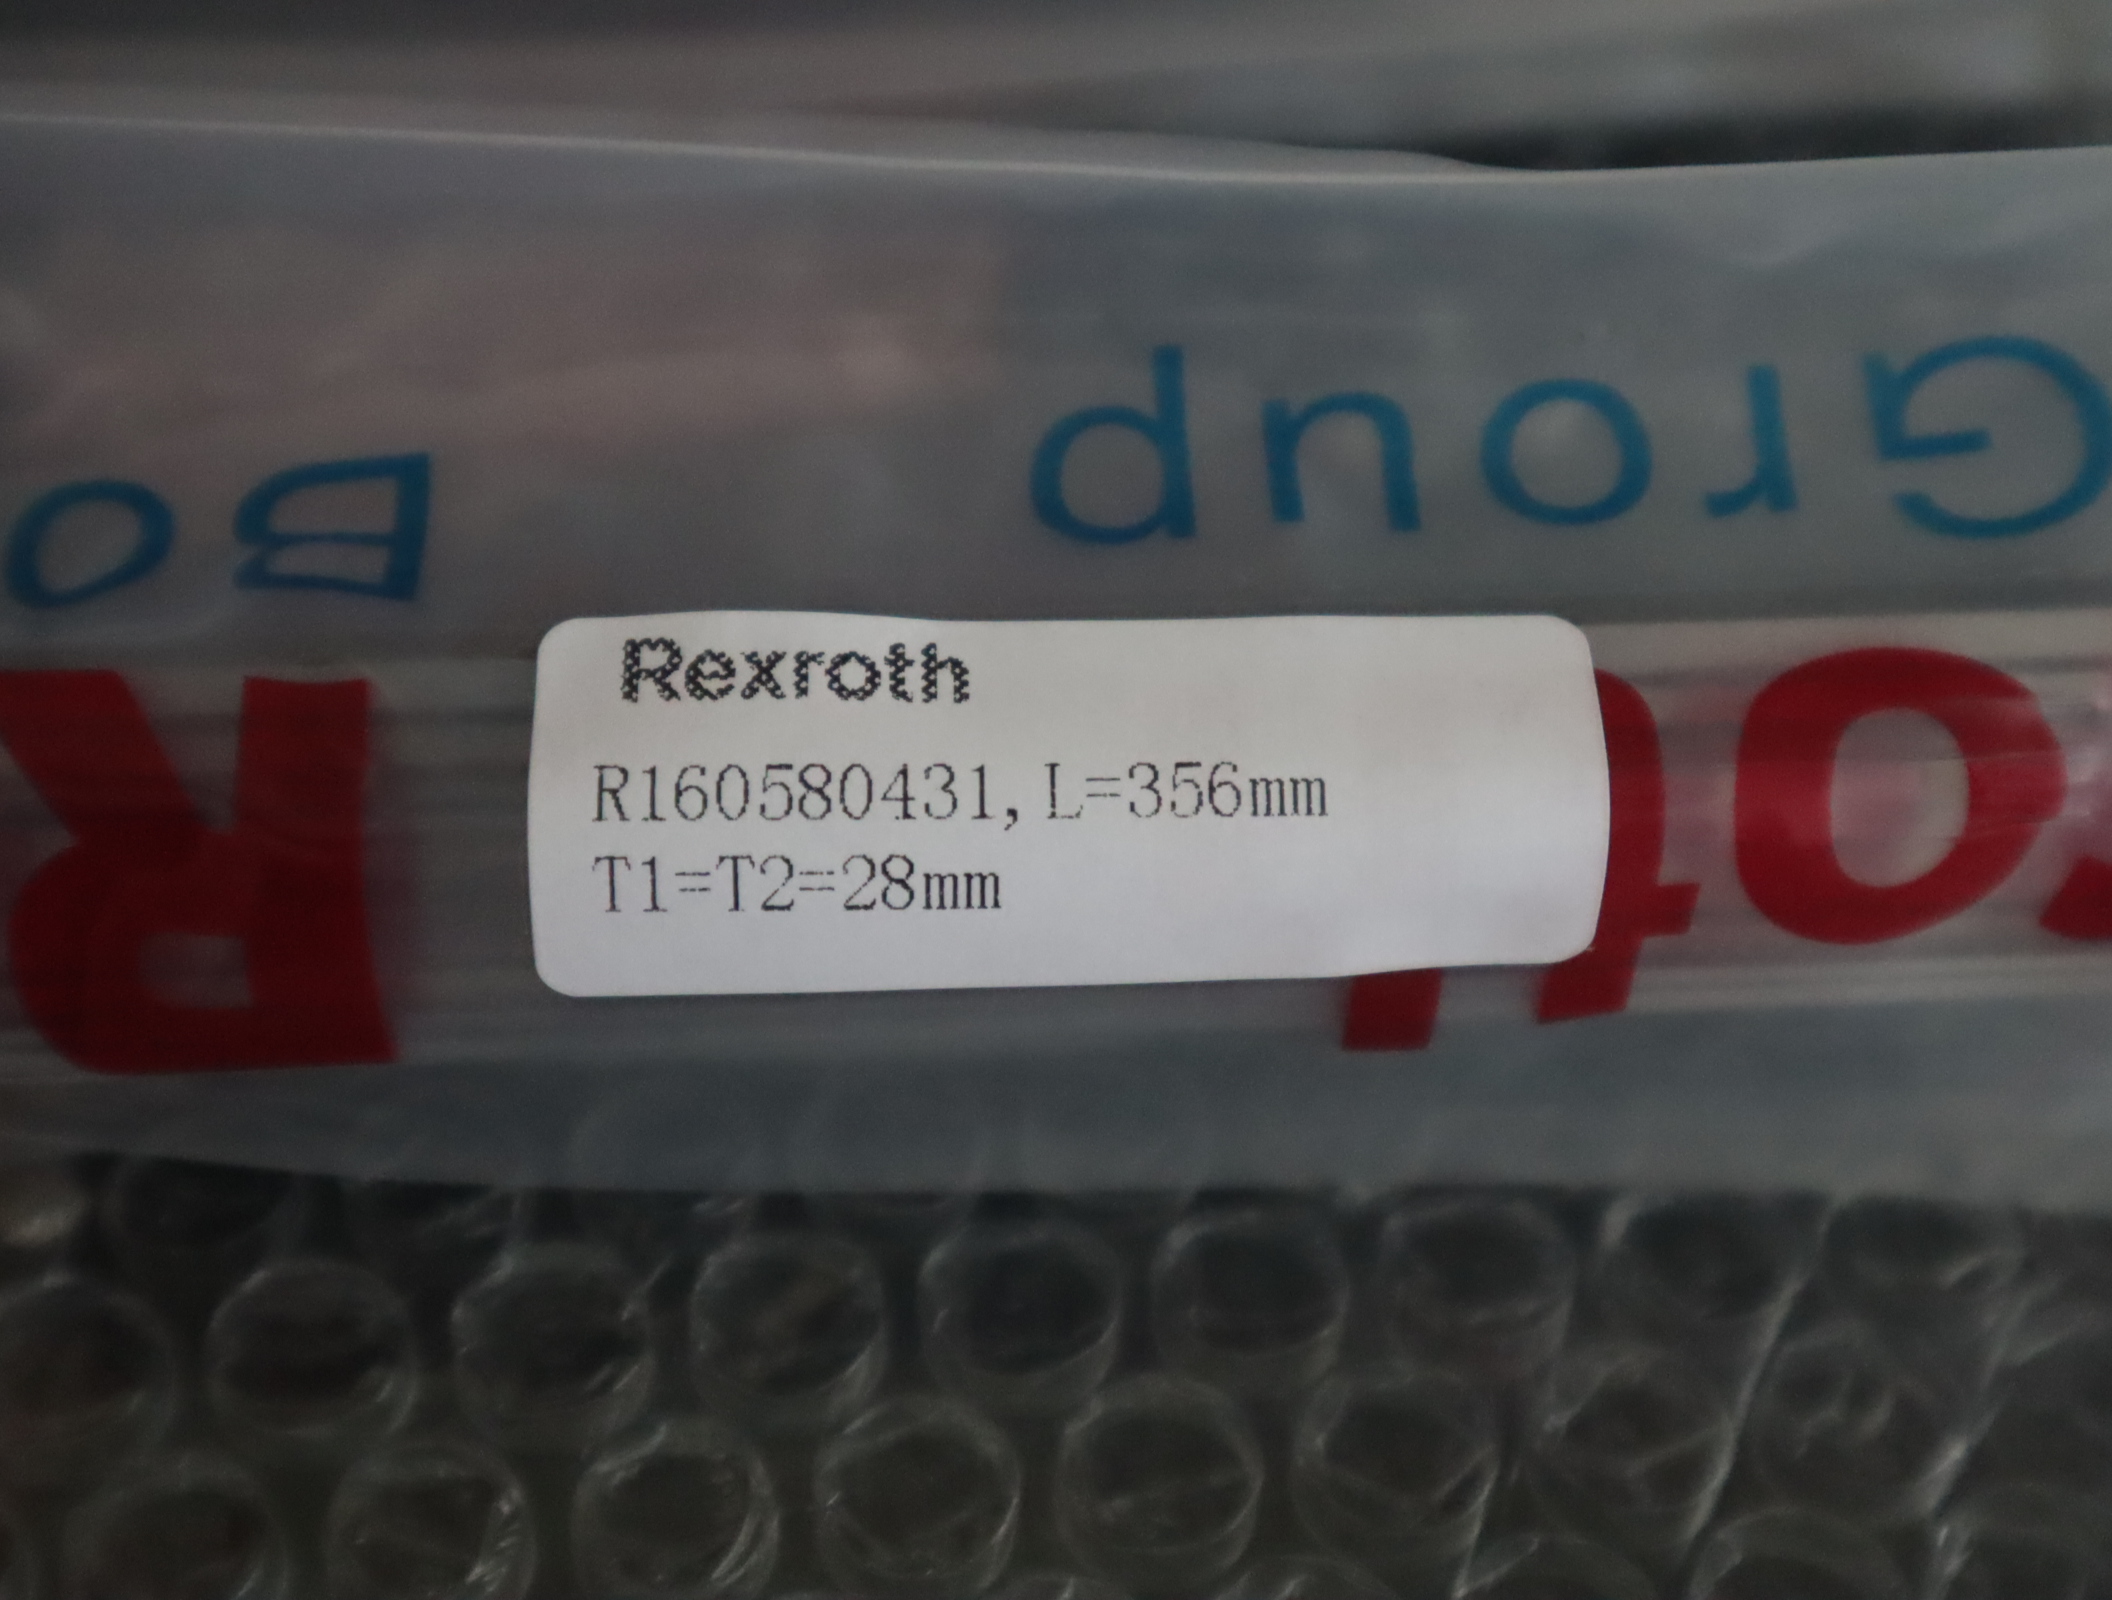 Group
Bo
Rexroth
R160580431, L=356mm
T1=T2=28mm